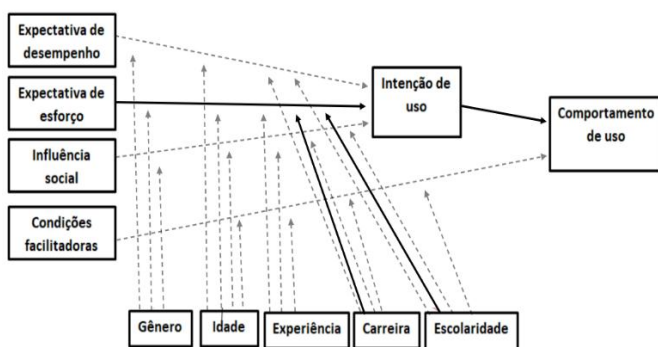 Expectativa de
desempenho
Expectativa de
esforço
Influência
social
Condições
facilitadoras
Intenção de
uso
Comportamento
de uso
Gênero
Idade
Experiência
Carreira
Escolaridade